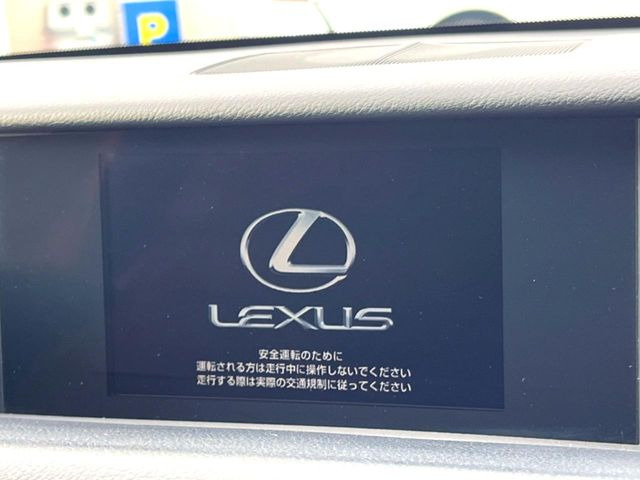 P
LEXUS
安全運転のために
運転される方は走行中に操作しないでください
走行する際は実際の交通規制に従ってください